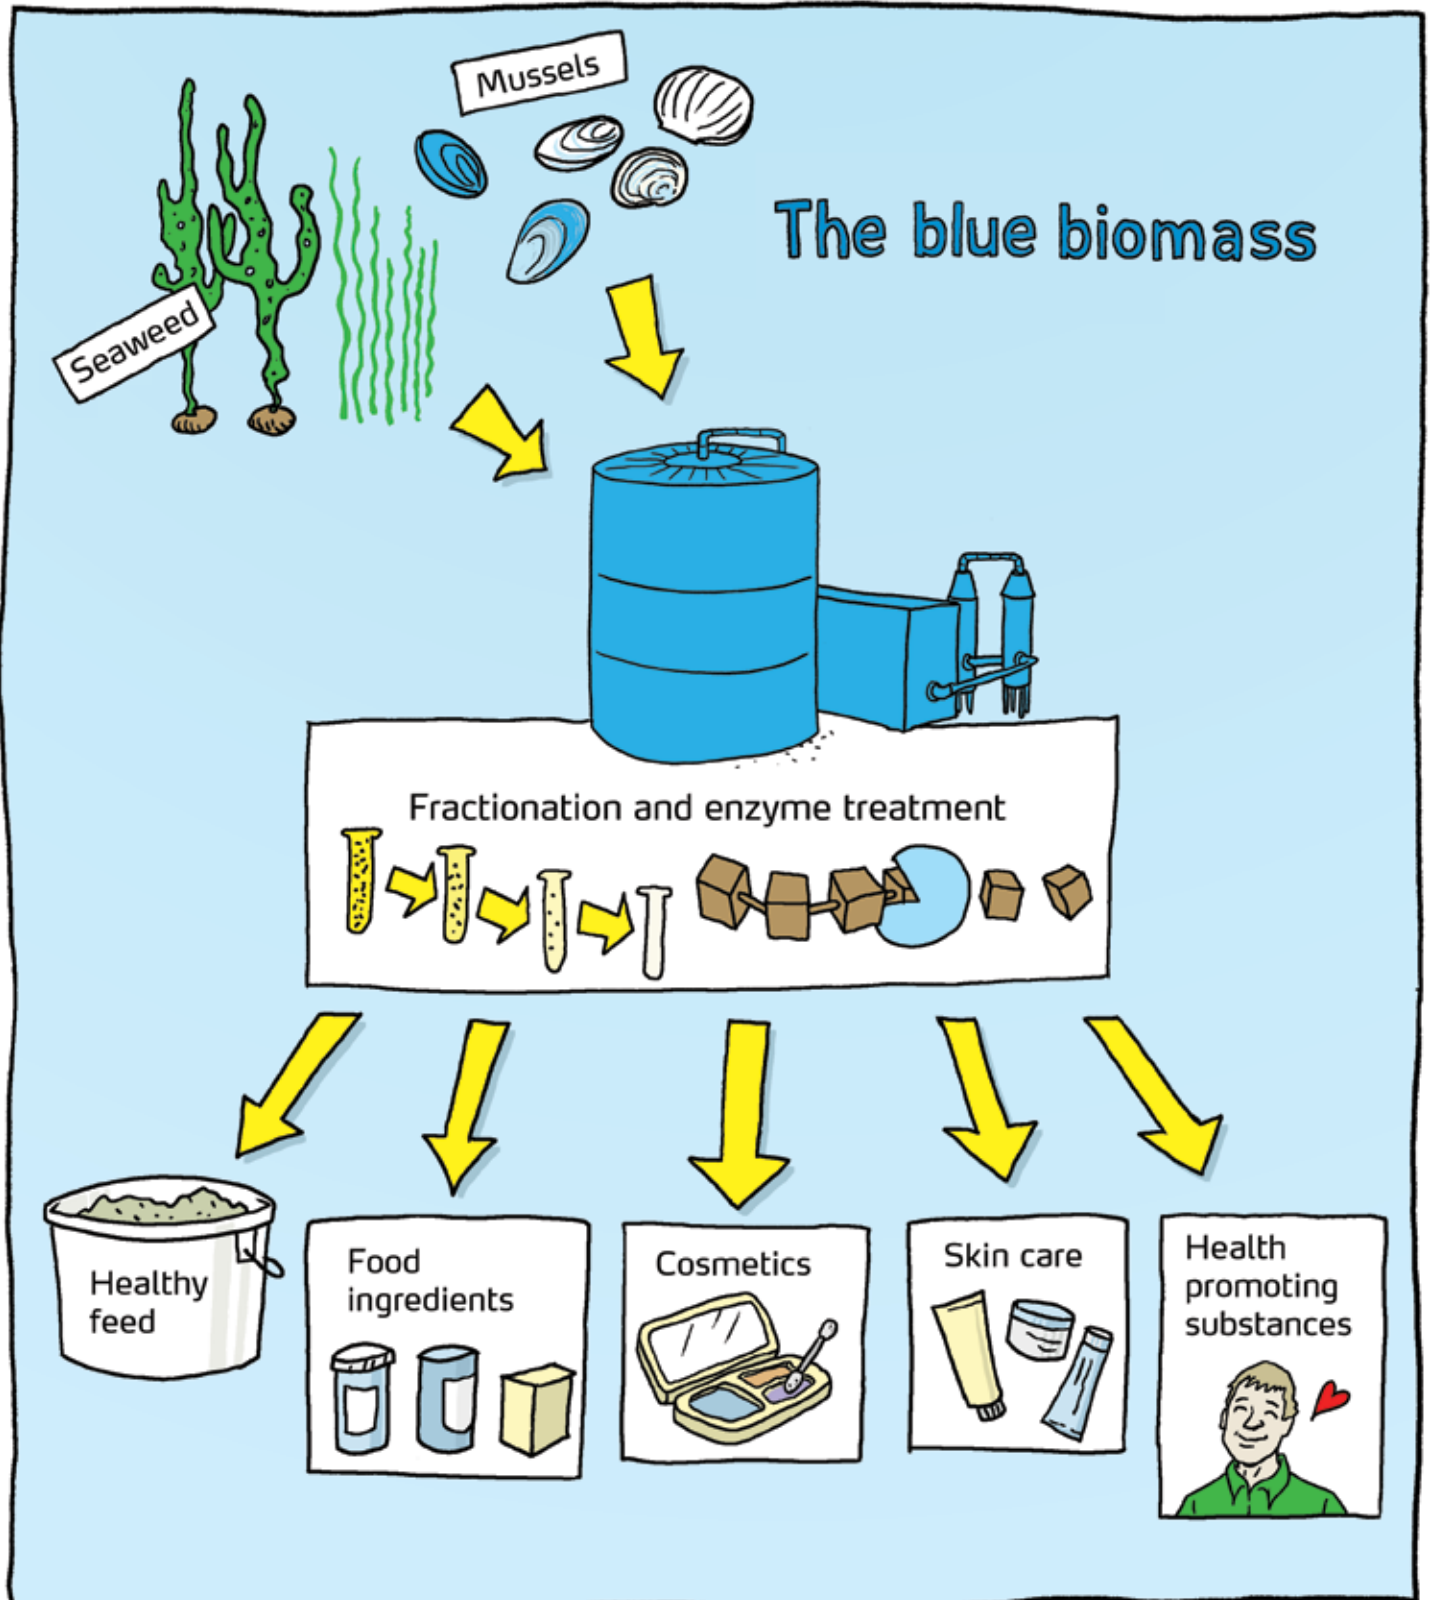 Mussels
The blue biomass
Seaweed
Fractionation and enzyme treatment
Healthy
feed
Food
ingredients
Cosmetics
Skin care
Health
promoting
substances